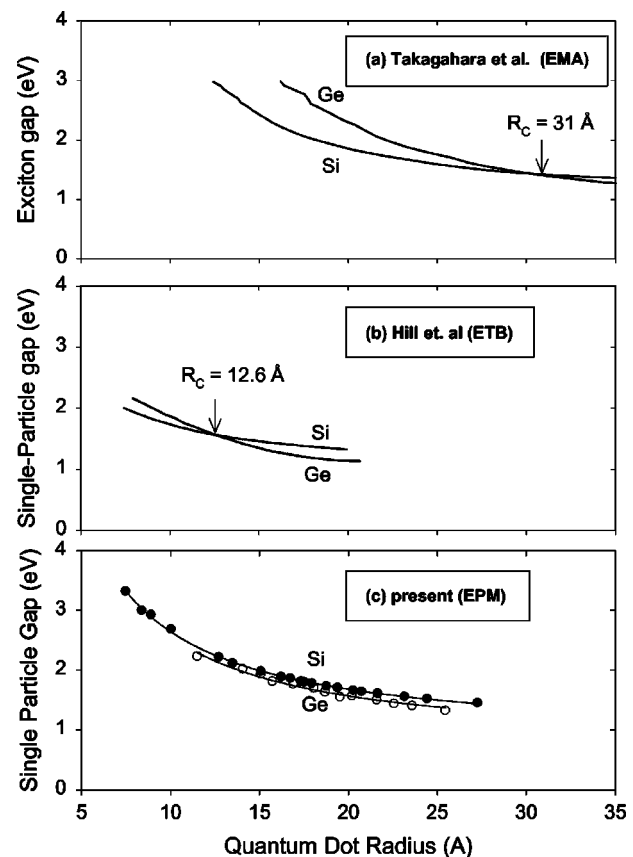 4
(a) Takagahara et al. (EMA)
3
Ge
R_C = 31 Å
2
Si
1
0
Exciton gap (eV)
4
(b) Hill et. al (ETB)
3
R_C = 12.6 Å
2
Si
1
Ge
0
Single-Particle gap (eV)
4
(c) present (EPM)
3
Si
2
Ge
1
0
Single Particle Gap (eV)
5 10 15 20 25 30 35
Quantum Dot Radius (A)